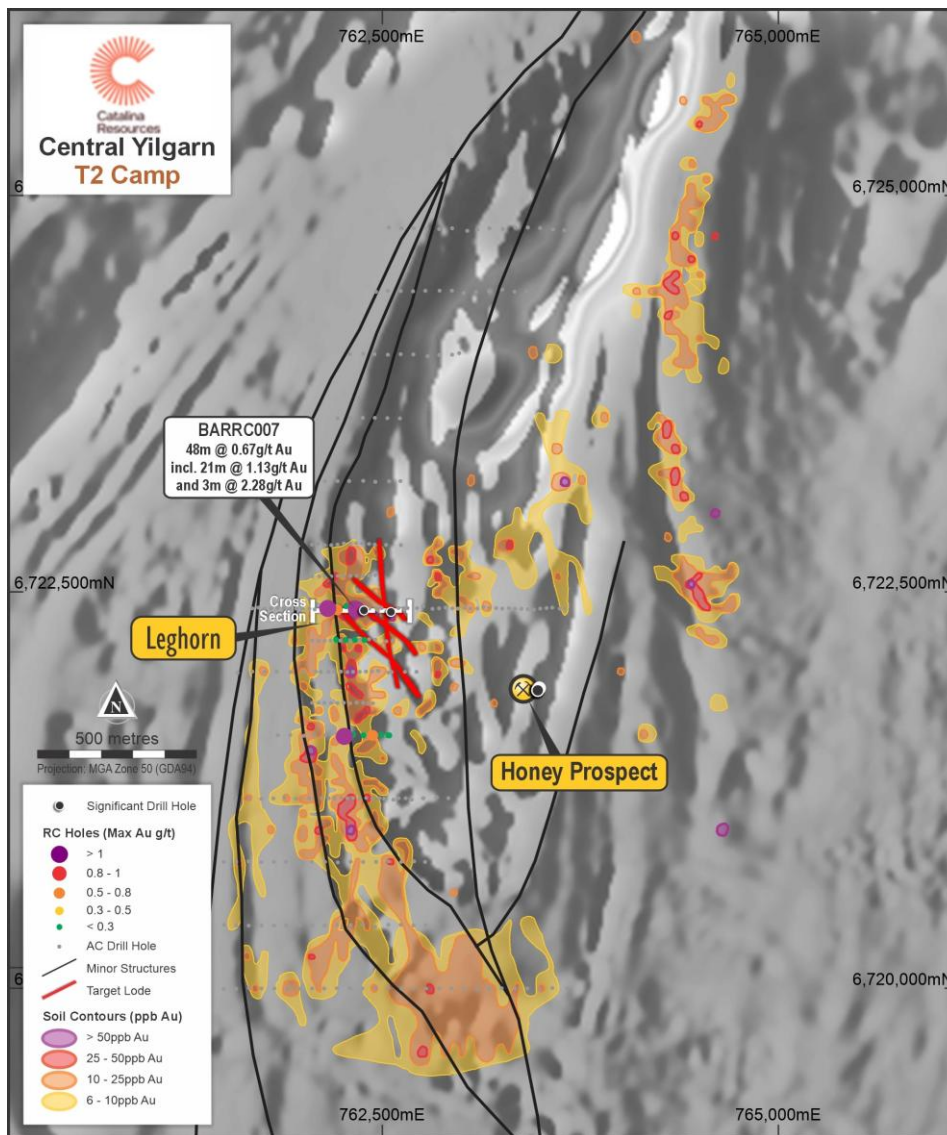 Catalina
Resources
Central Yilgarn
T2 Camp
762,500mE
765,000mE
6,725,000mN
BARRC007
48m @ 0.67g/t Au
incl. 21m @ 1.13g/t Au
and 3m @ 2.28g/t Au
6,722,500mN
6,722,500mN
Cross
Section
Leghorn
N
500 metres
Projection: MGA Zone 50 (GDA94)
Honey Prospect
Significant Drill Hole
RC Holes (Max Au g/t)
> 1
0.8 - 1
0.5 - 0.8
0.3 - 0.5
< 0.3
AC Drill Hole
Minor Structures
Target Lode
Soil Contours (ppb Au)
> 50ppb Au
25 - 50ppb Au
10 - 25ppb Au
6 - 10ppb Au
6,720,000mN
762,500mE
765,000mE